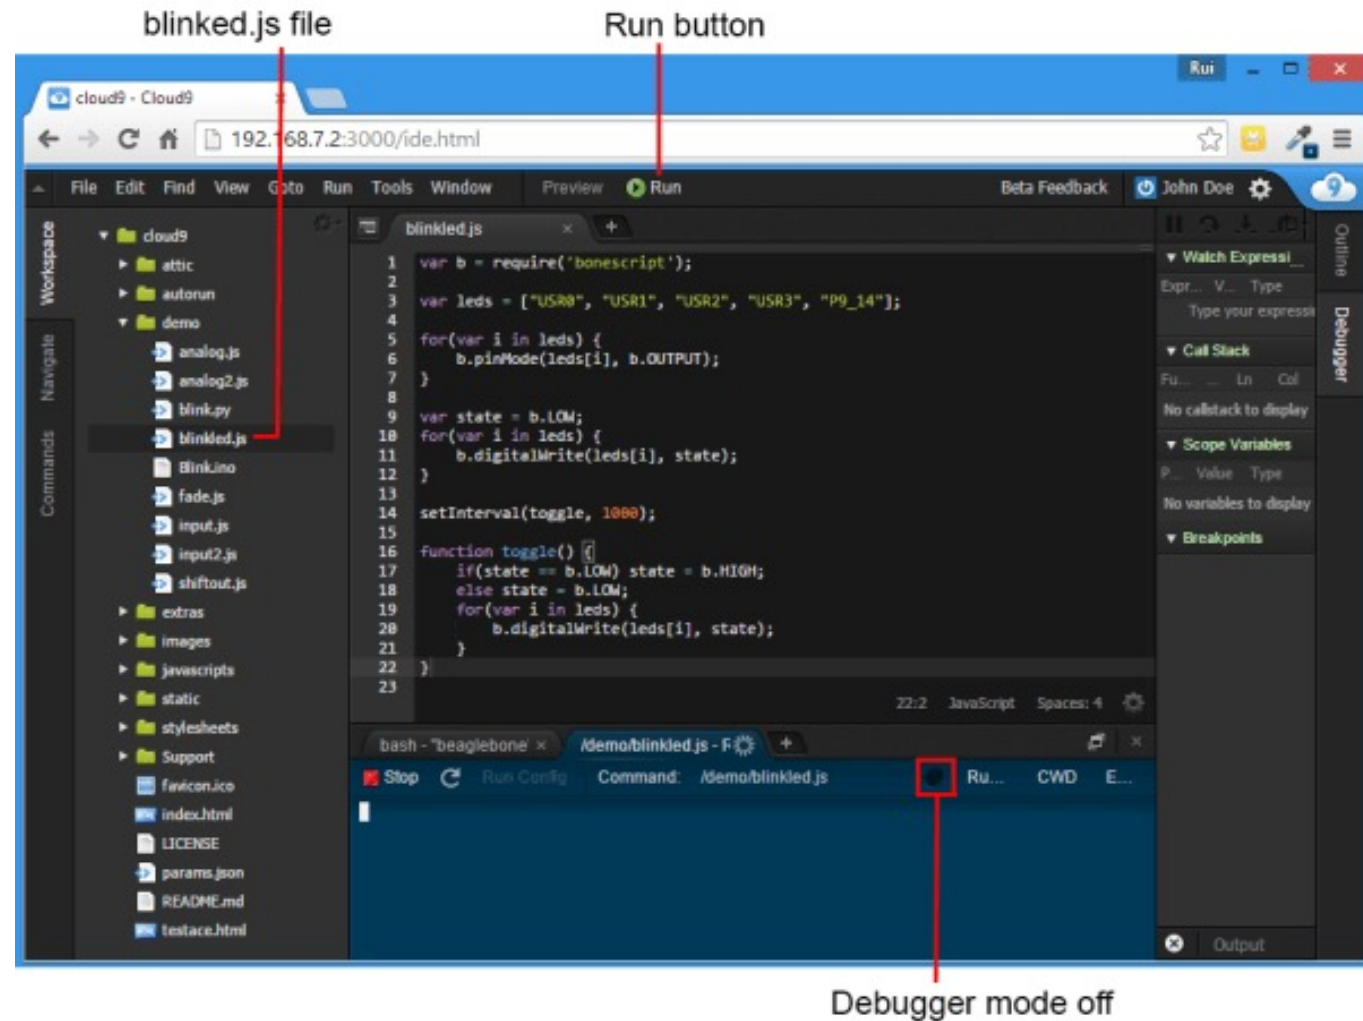 blinked.js file
Run button
Rui
cloud9 - Cloud9
192.168.7.2:3000/ide.html
File Edit Find View Goto Run Tools Window Preview Run Beta Feedback John Doe
Workspace
Navigate
Commands
cloud9
attic
autorun
demo
analog.js
analog2.js
blink.py
blinkled.js
Blink.ino
fade.js
input.js
input2.js
shiftout.js
extras
images
javascripts
static
stylesheets
Support
favicon.ico
index.html
LICENSE
params.json
README.md
testace.html
blinkled.js
1 var b = require('bonescript');
2
3 var leds = ["USR0", "USR1", "USR2", "USR3", "P9_14"];
4
5 for(var i in leds) {
6 b.pinMode(leds[i], b.OUTPUT);
7 }
8
9 var state = b.LOW;
10 for(var i in leds) {
11 b.digitalWrite(leds[i], state);
12 }
13
14 setInterval(toggle, 1000);
15
16 function toggle() {
17 if(state == b.LOW) state = b.HIGH;
18 else state = b.LOW;
19 for(var i in leds) {
20 b.digitalWrite(leds[i], state);
21 }
22 }
23
22:2 JavaScript Spaces: 4
bash - "beaglebone' /demo/blinkled.js - R
Stop Run Config Command: /demo/blinkled.js Ru... CWD E...
Watch Expressi...
Expr... V... Type
Type your expressi
Call Stack
Fu... ... Ln Col
No callstack to display
Scope Variables
P... Value Type
No variables to display
Breakpoints
Output
Outline
Debugger
Debugger mode off